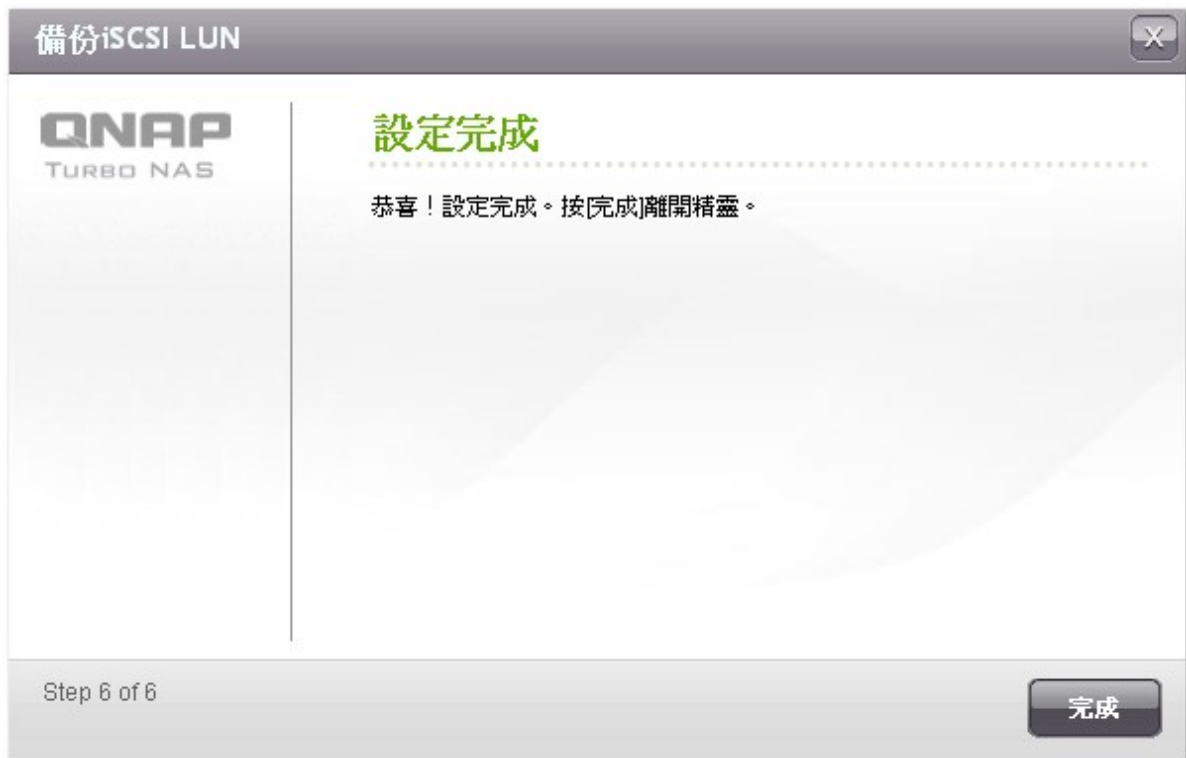 備份iSCSI LUN
X
QNAP
TURBO NAS
設定完成
恭喜！設定完成。按[完成]離開精靈。
Step 6 of 6
完成